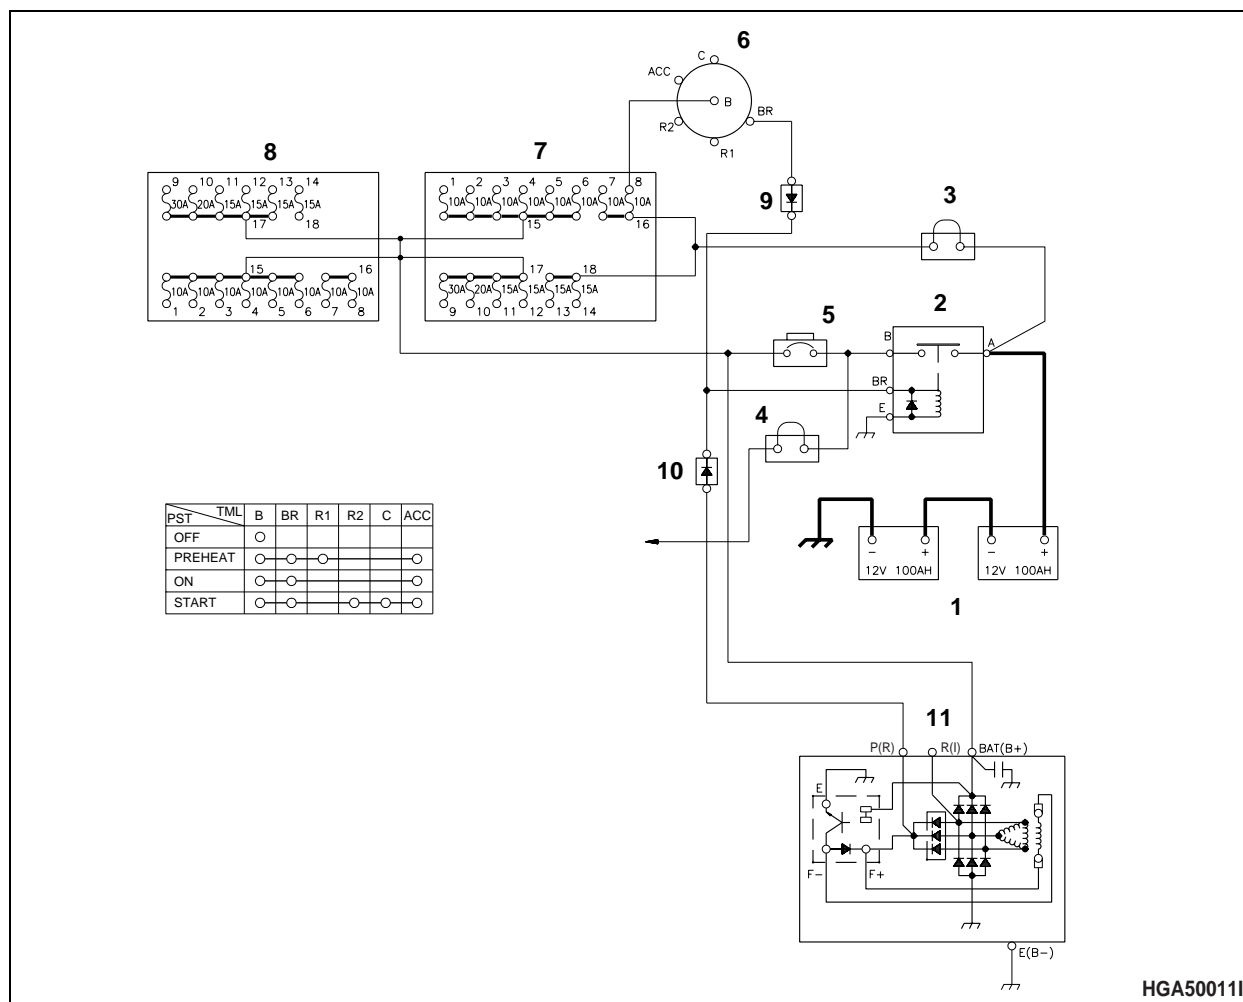 6
C
ACC
B
BR
R2
R1
8
7
9 10 11 12 13 14
30A 20A 15A 15A 15A 15A
17 18
15 16
10A 10A 10A 10A 10A 10A 10A 10A
1 2 3 4 5 6 7 8
1 2 3 4 5 6 7 8
10A 10A 10A 10A 10A 10A 10A 10A
15 16
17 18
30A 20A 15A 15A 15A 15A
9 10 11 12 13 14
9
3
5
2
B
A
BR
E
4
10
PST TML B BR R1 R2 C ACC
OFF
PREHEAT
ON
START
- + - +
12V 100AH 12V 100AH
1
11
P(R) R(I) BAT(B+)
E
F- F+
E(B-)
HGA50011I